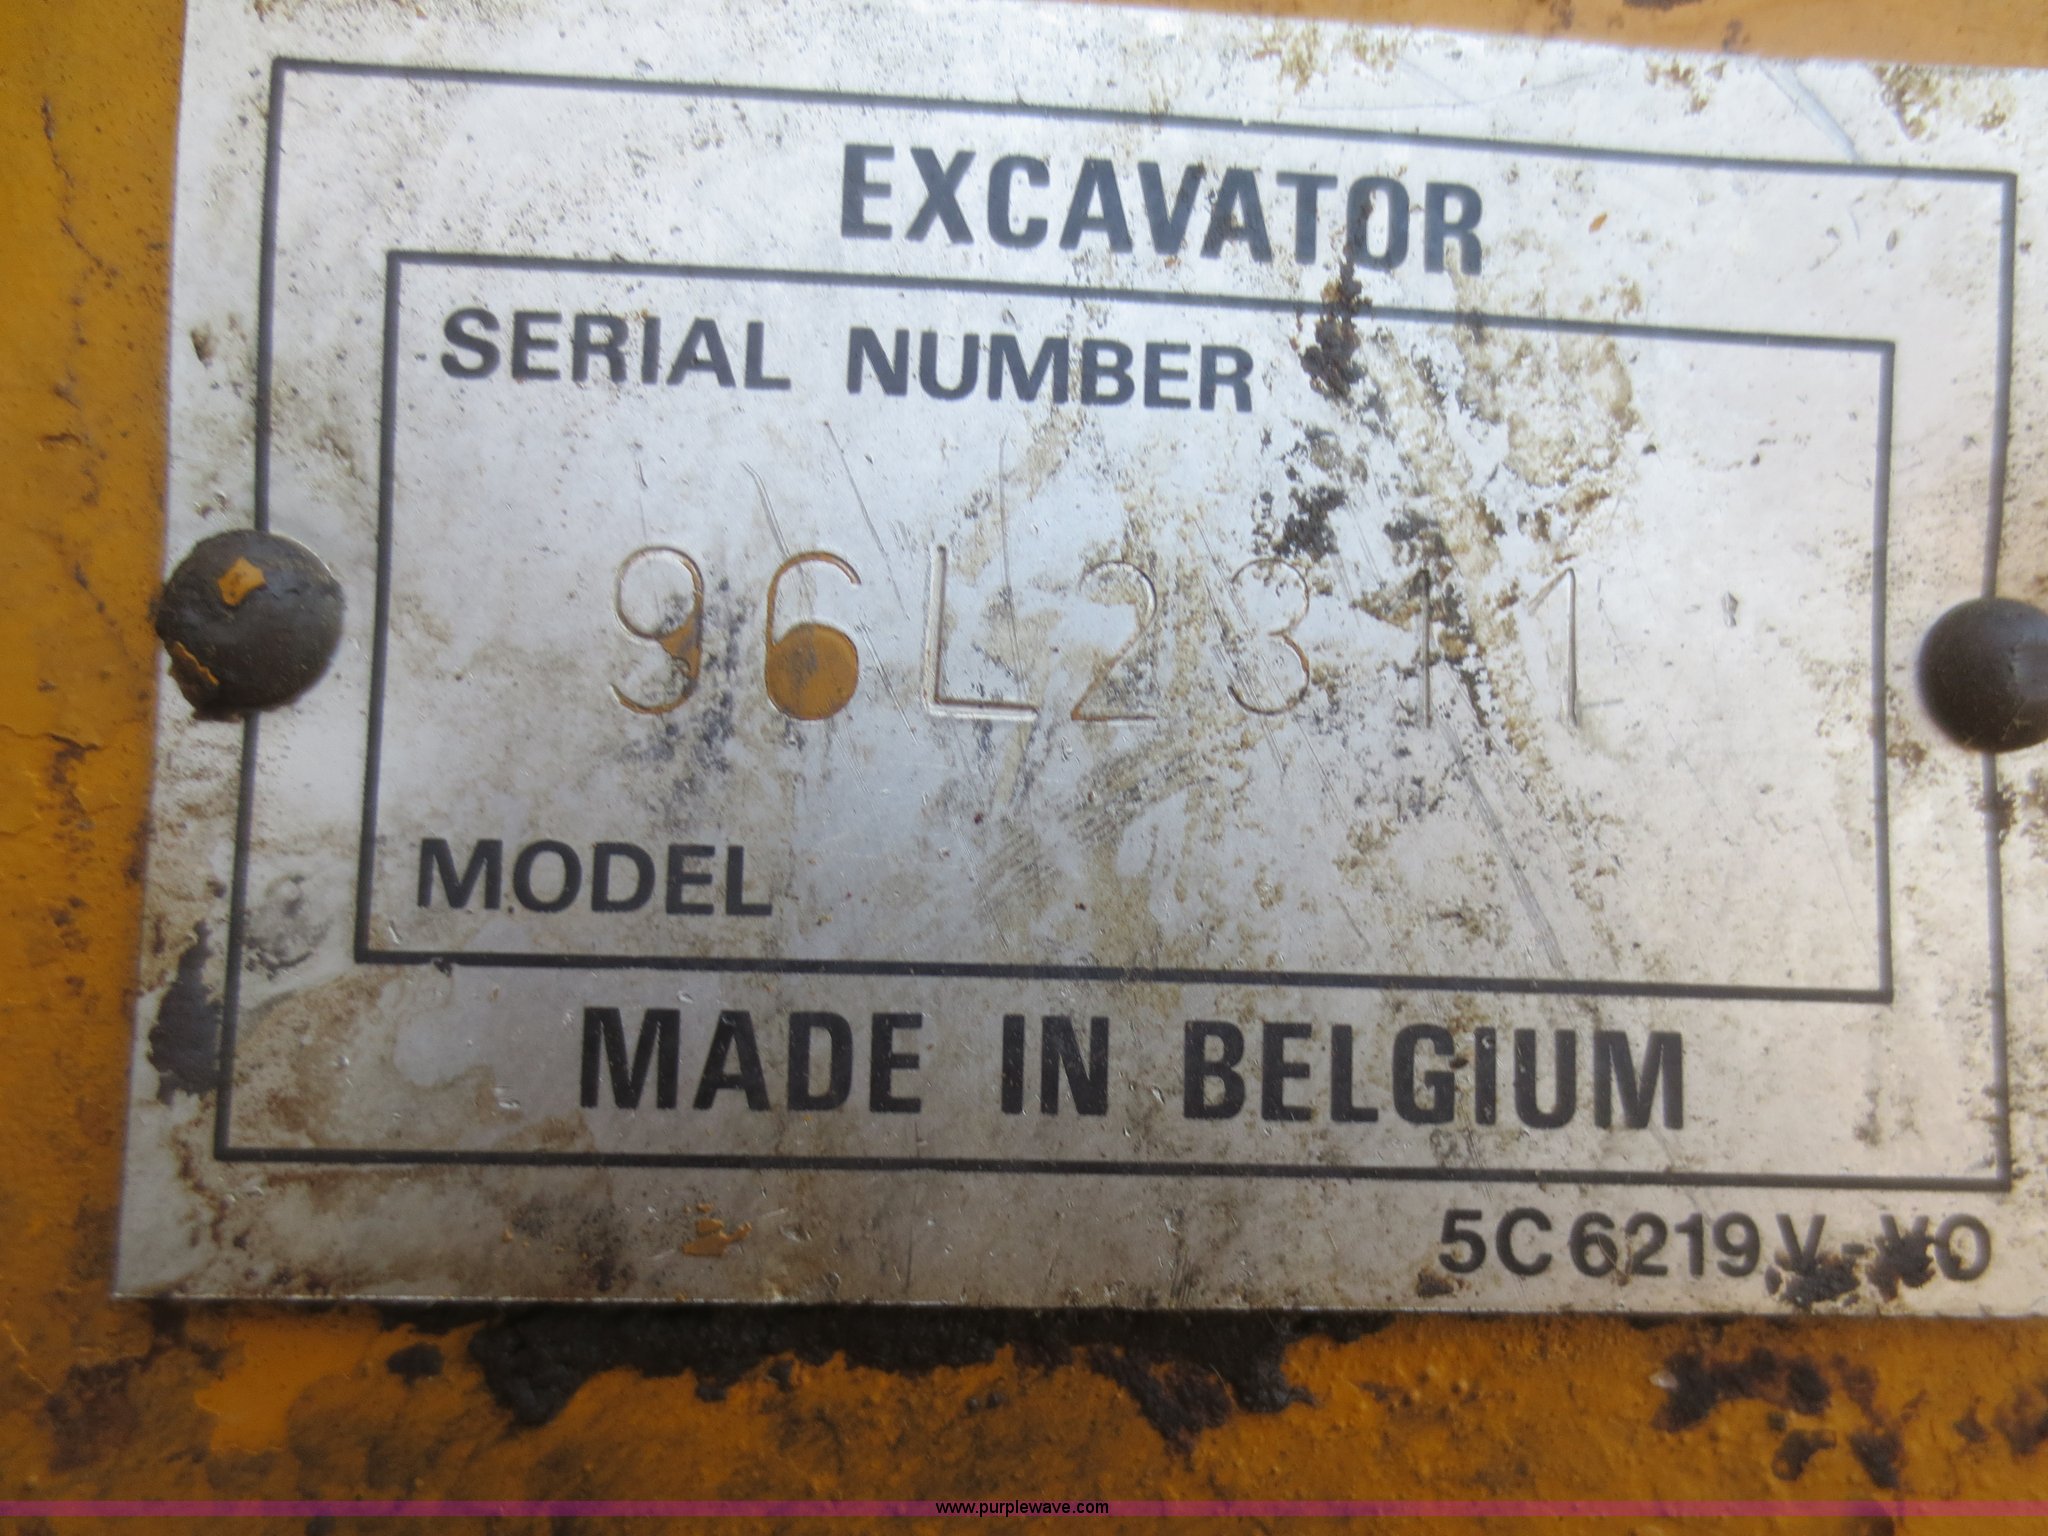 EXCAVATOR
SERIAL NUMBER
96L2311
MODEL
MADE IN BELGIUM
5C6219V-VO
www.purplewave.com